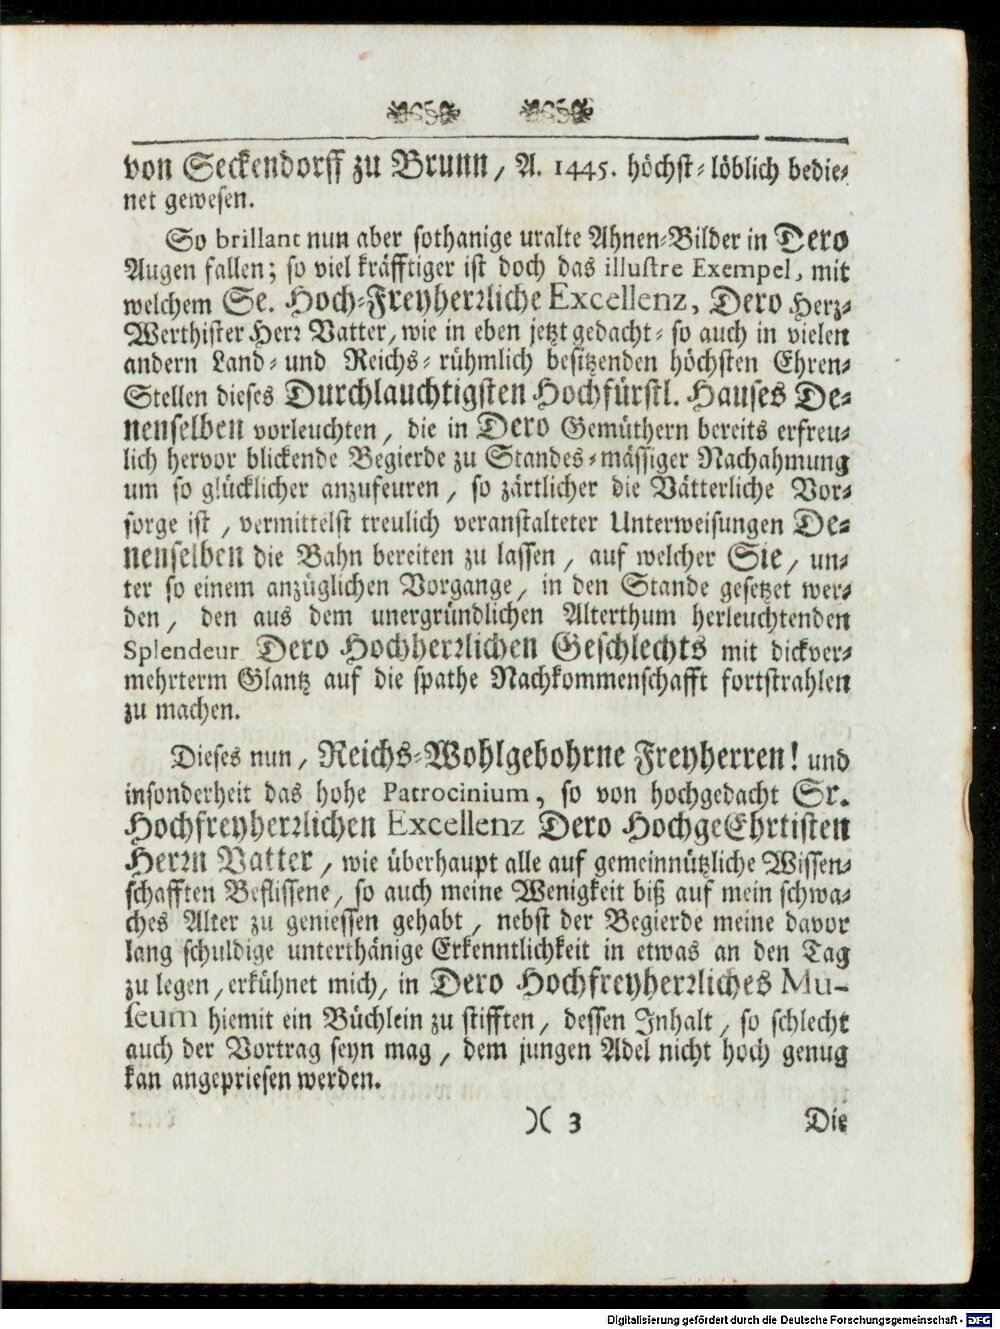 von Seckendorff zu Brunn, A. 1445. höchst-löblich bedie-
net gewesen.
So brillant nun aber sothanige uralte Ahnen-Bilder in Dero
Augen fallen; so viel kräfftiger ist doch das illustre Exempel, mit
welchem Se. Hoch-Freyherrliche Excellenz, Dero Herz-
Werthister Herr Vatter, wie in eben jetzt gedacht- so auch in vielen
andern Land- und Reichs-rühmlich besitzenden höchsten Ehren-
Stellen dieses Durchlauchtigsten Hochfürstl. Hauses De-
nenselben vorleuchten, die in Dero Gemüthern bereits erfreu-
lich hervor blickende Begierde zu Standes-mässiger Nachahmung
um so glücklicher anzufeuren, so zärtlicher die Vätterliche Vor-
sorge ist, vermittelst treulich veranstalteter Unterweisungen De-
nenselben die Bahn bereiten zu lassen, auf welcher Sie, un-
ter so einem anzüglichen Vorgange, in den Stande gesetzet wer-
den, den aus dem unergründlichen Alterthum herleuchtenden
Splendeur Dero Hochherrlichen Geschlechts mit dickver-
mehrterm Glantz auf die spathe Nachkommenschafft fortstrahlen
zu machen.
Dieses nun, Reichs-Wohlgebohrne Freyherren! und
insonderheit das hohe Patrocinium, so von hochgedacht Sr.
Hochfreyherrlichen Excellenz Dero HochgeEhrtisten
Herrn Vatter, wie überhaupt alle auf gemeinnützliche Wissen-
schafften Beflissene, so auch meine Wenigkeit biß auf mein schwa-
ches Alter zu geniessen gehabt, nebst der Begierde meine davor
lang schuldige unterthänige Erkenntlichkeit in etwas an den Tag
zu legen, erkühnet mich, in Dero Hochfreyherrliches Mu-
seum hiemit ein Büchlein zu stifften, dessen Inhalt, so schlecht
auch der Vortrag seyn mag, dem jungen Adel nicht hoch genug
kan angepriesen werden.
)( 3 Die
Digitalisierung gefördert durch die Deutsche Forschungsgemeinschaft - DFG